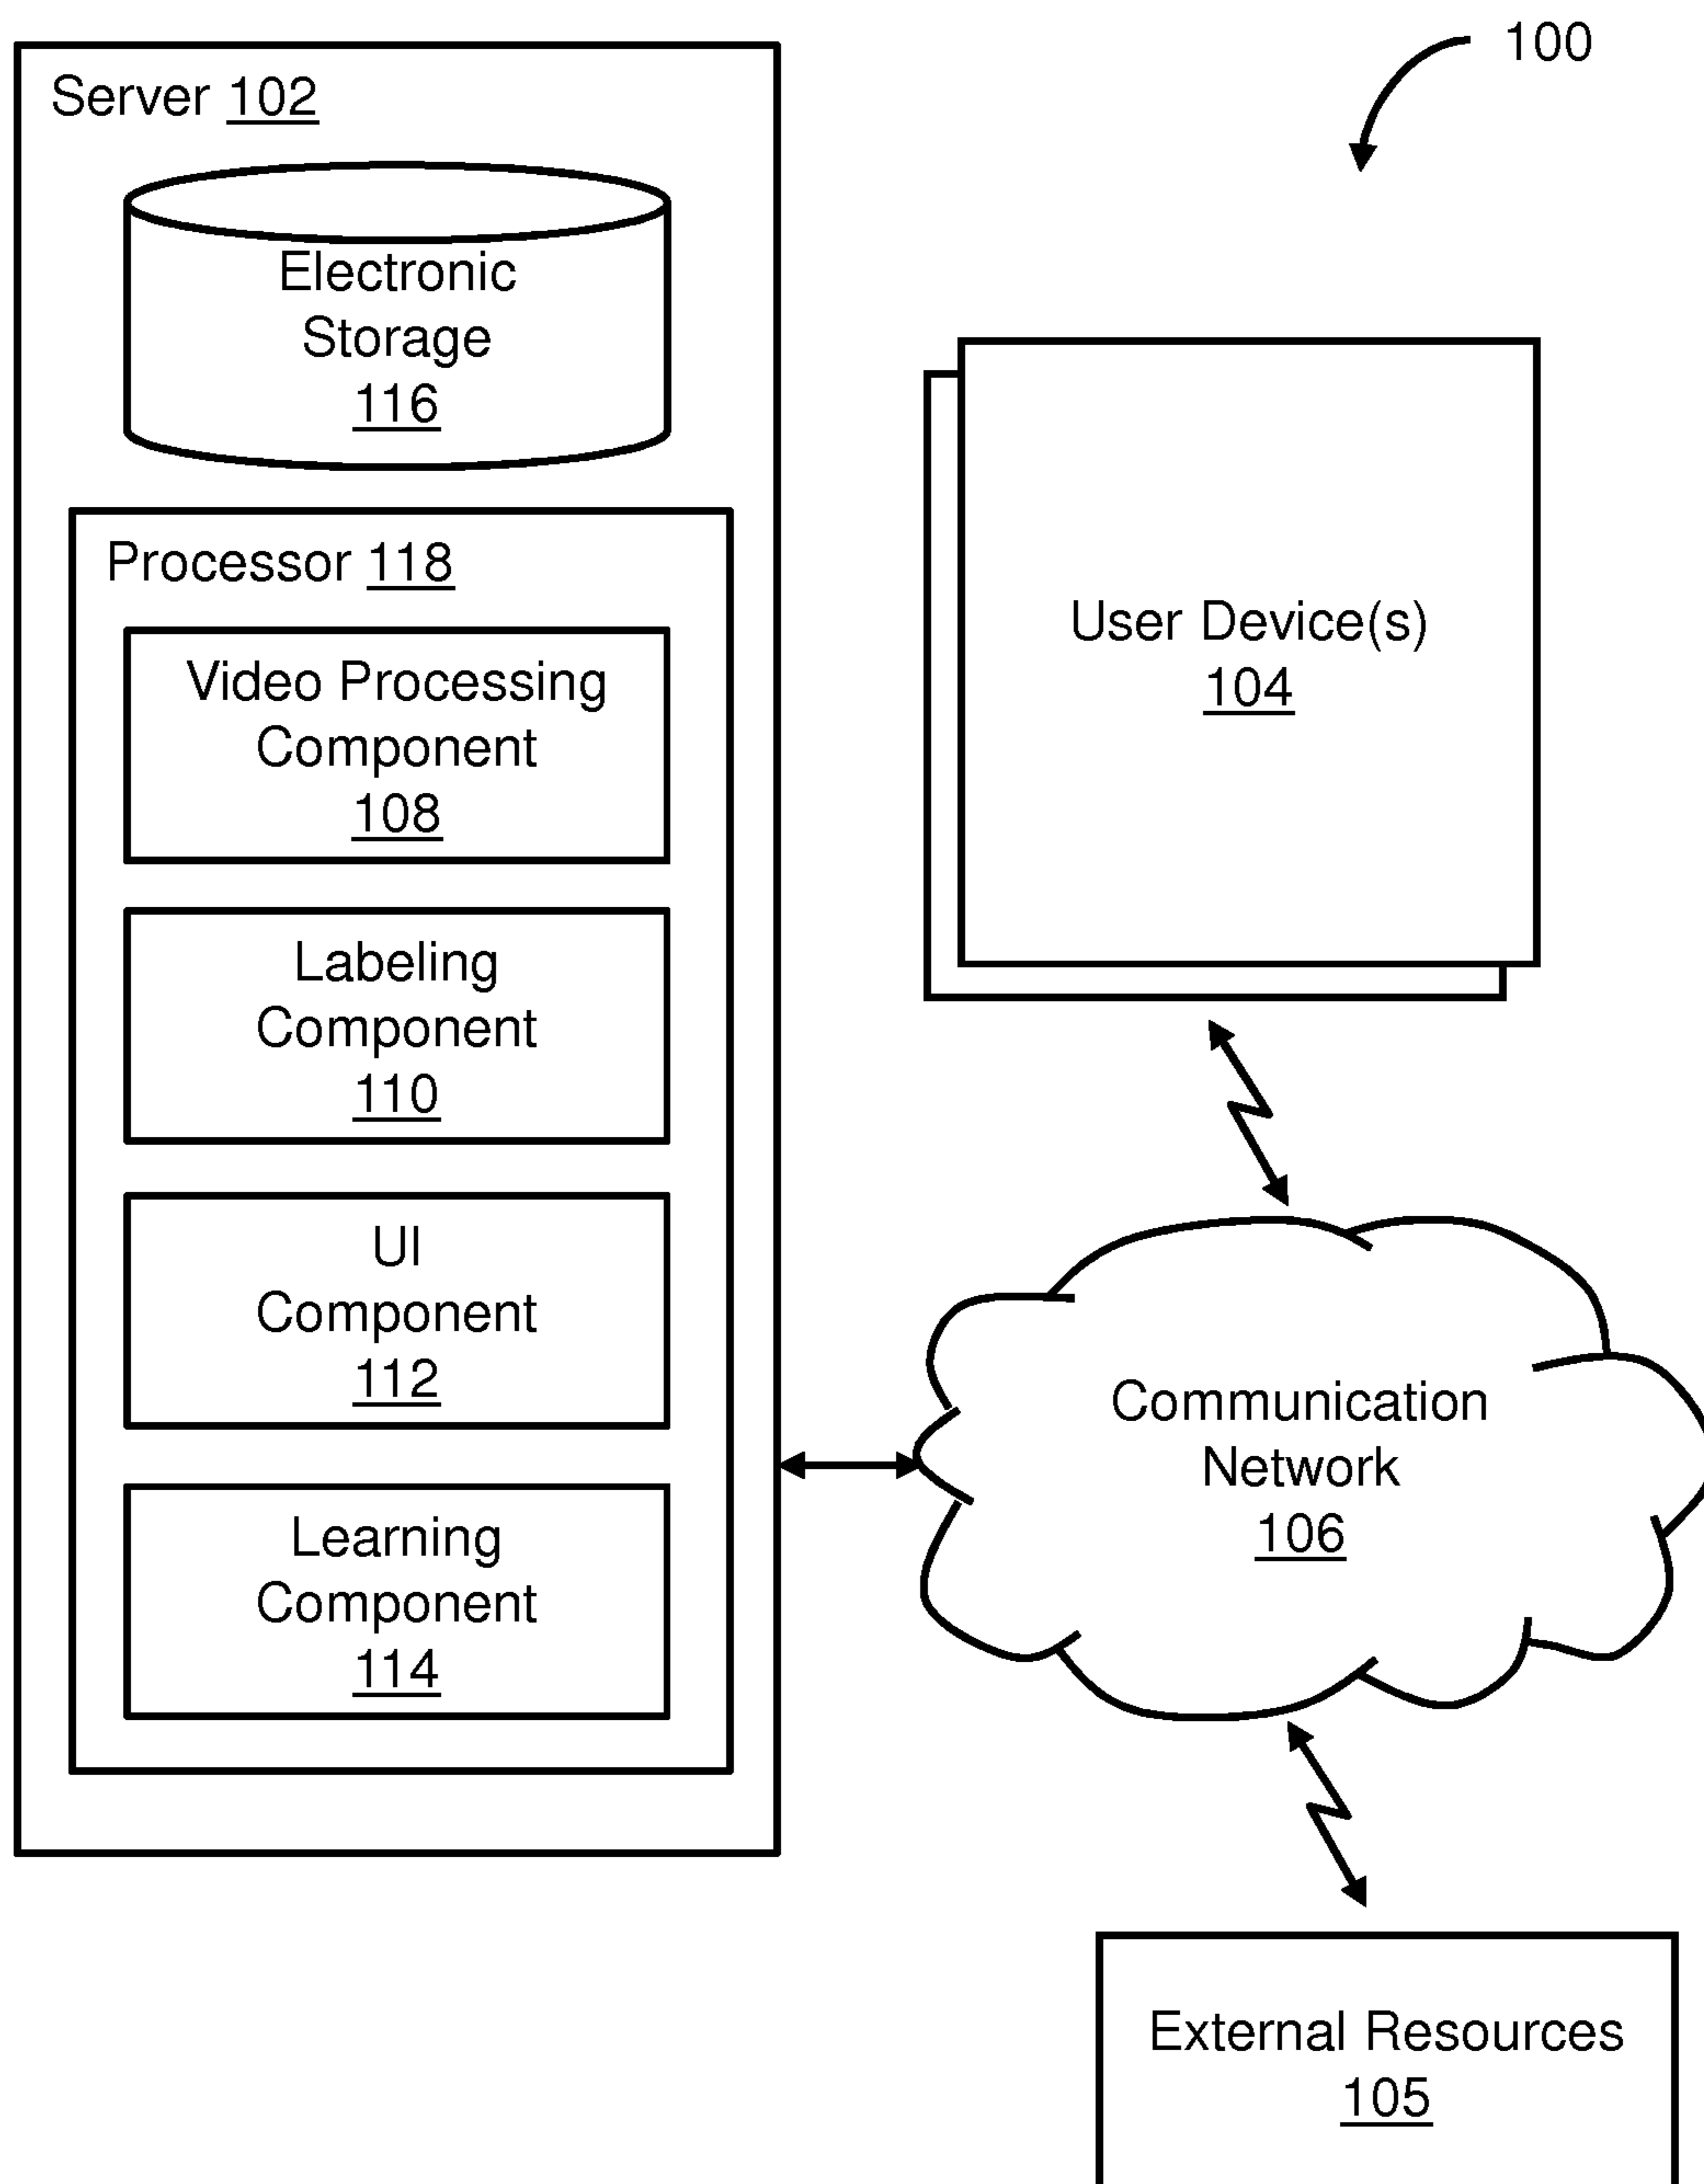 100
Server 102
Electronic
Storage
116
Processor 118
Video Processing
Component
108
Labeling
Component
110
UI
Component
112
Learning
Component
114
User Device(s)
104
Communication
Network
106
External Resources
105